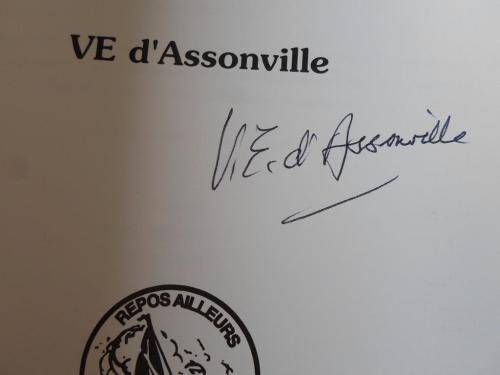 VE d'Assonville
V.E. d'Assonville
REPOS AILLEURS